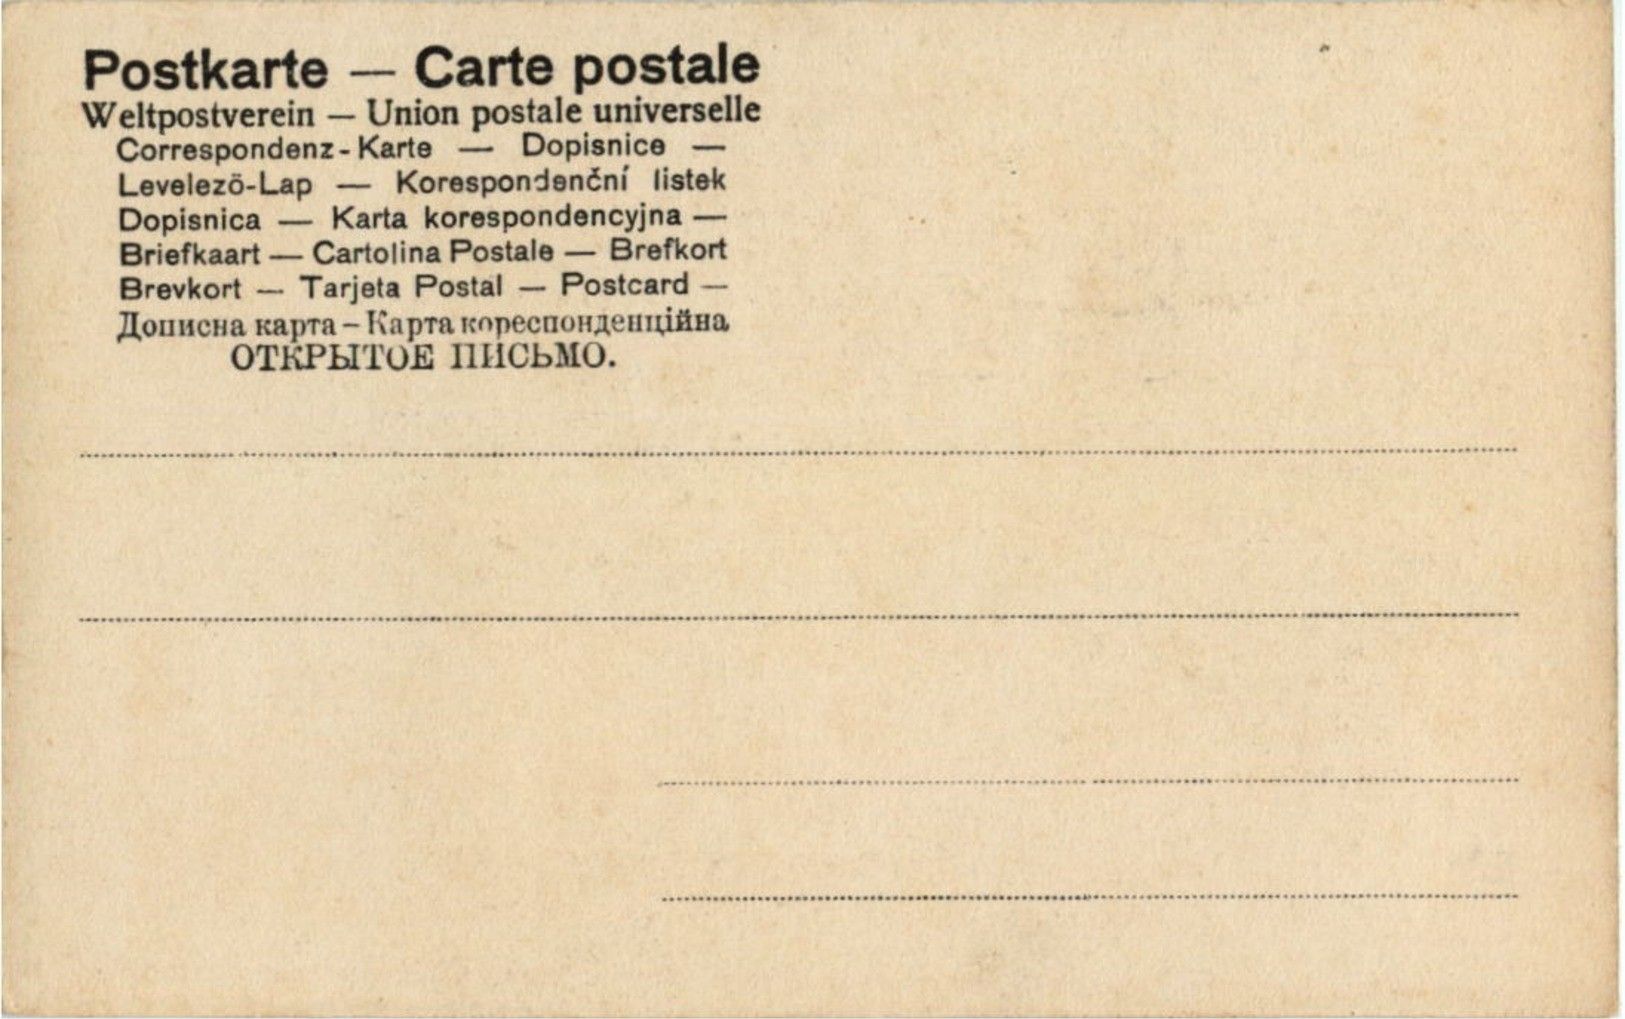 Postkarte — Carte postale
Weltpostverein — Union postale universelle
Correspondenz-Karte — Dopisnice —
Levelezö-Lap — Korespondenční listek
Dopisnica — Karta korespondencyjna —
Briefkaart — Cartolina Postale — Brefkort
Brevkort — Tarjeta Postal — Postcard —
Дописна карта – Карта кореспонденційна
ОТКРЫТОЕ ПИСЬМО.